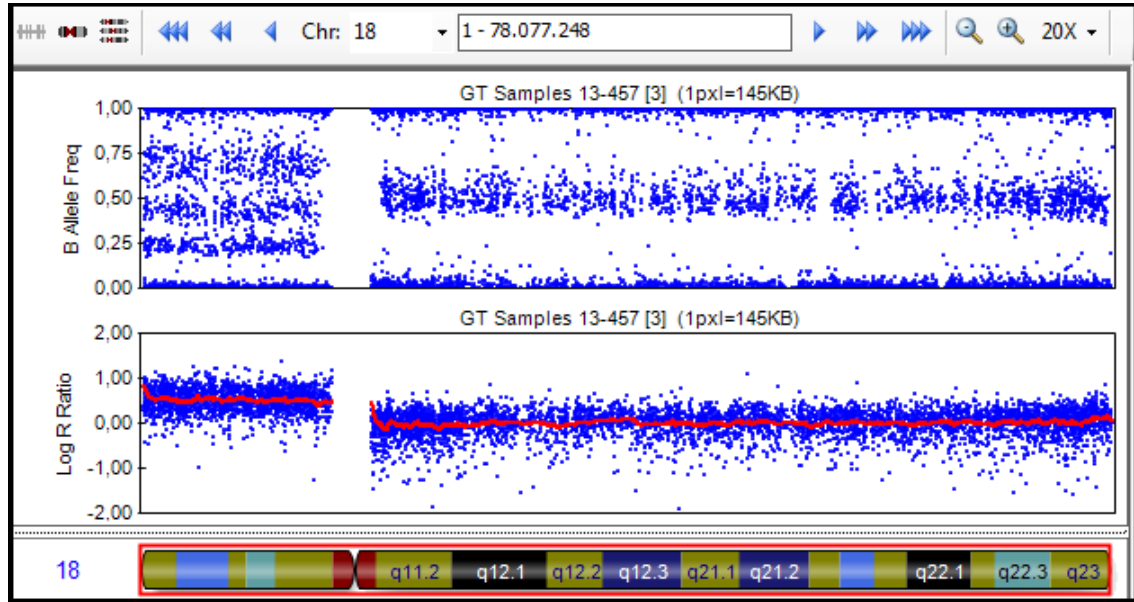 Chr: 18 1 - 78.077.248 20X
GT Samples 13-457 [3] (1pxl=145KB)
B Allele Freq
1,00
0,75
0,50
0,25
0,00
GT Samples 13-457 [3] (1pxl=145KB)
Log R Ratio
2,00
1,00
0,00
-1,00
-2,00
18 q11.2 q12.1 q12.2 q12.3 q21.1 q21.2 q22.1 q22.3 q23